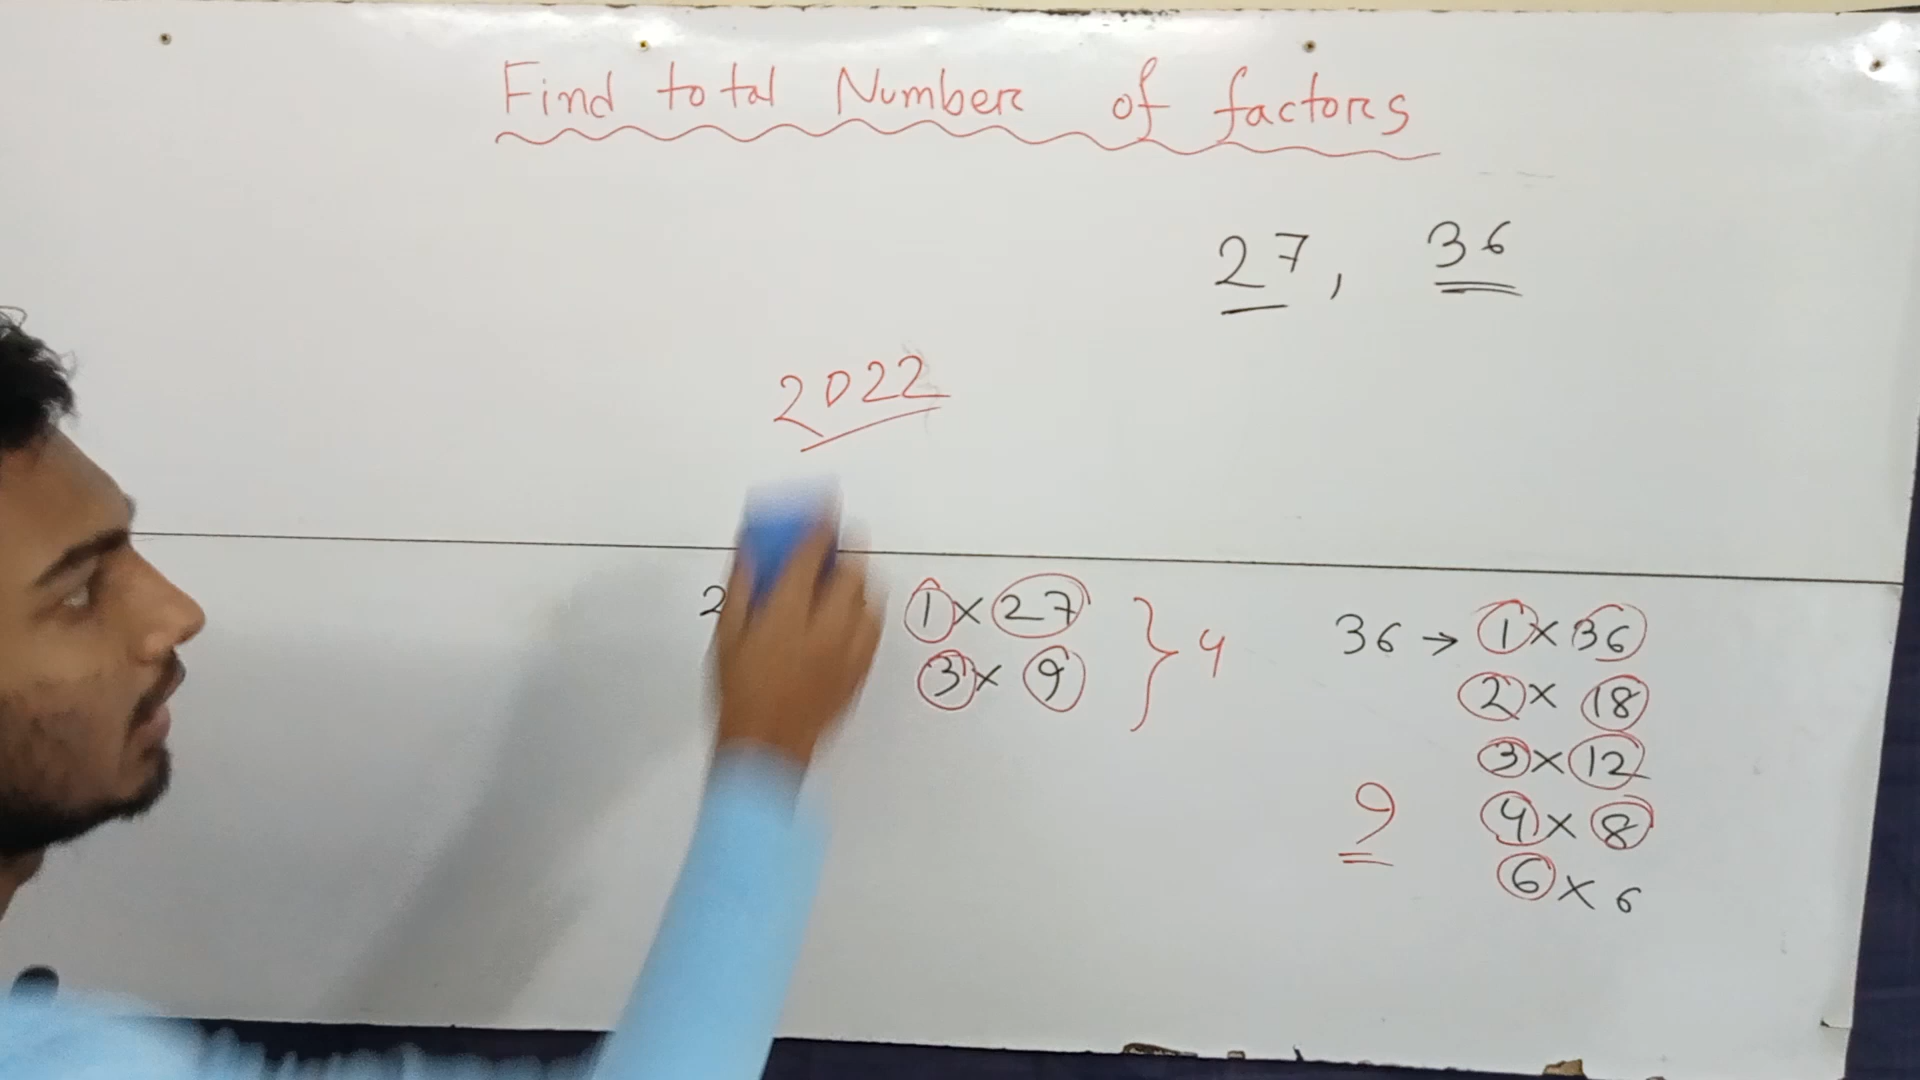 Find total Number of factors
27, 36
2022
2
1 x 27
3 x 9
} 4
36 → 1 x 36
2 x 18
3 x 12
4 x 8
6 x 6
9